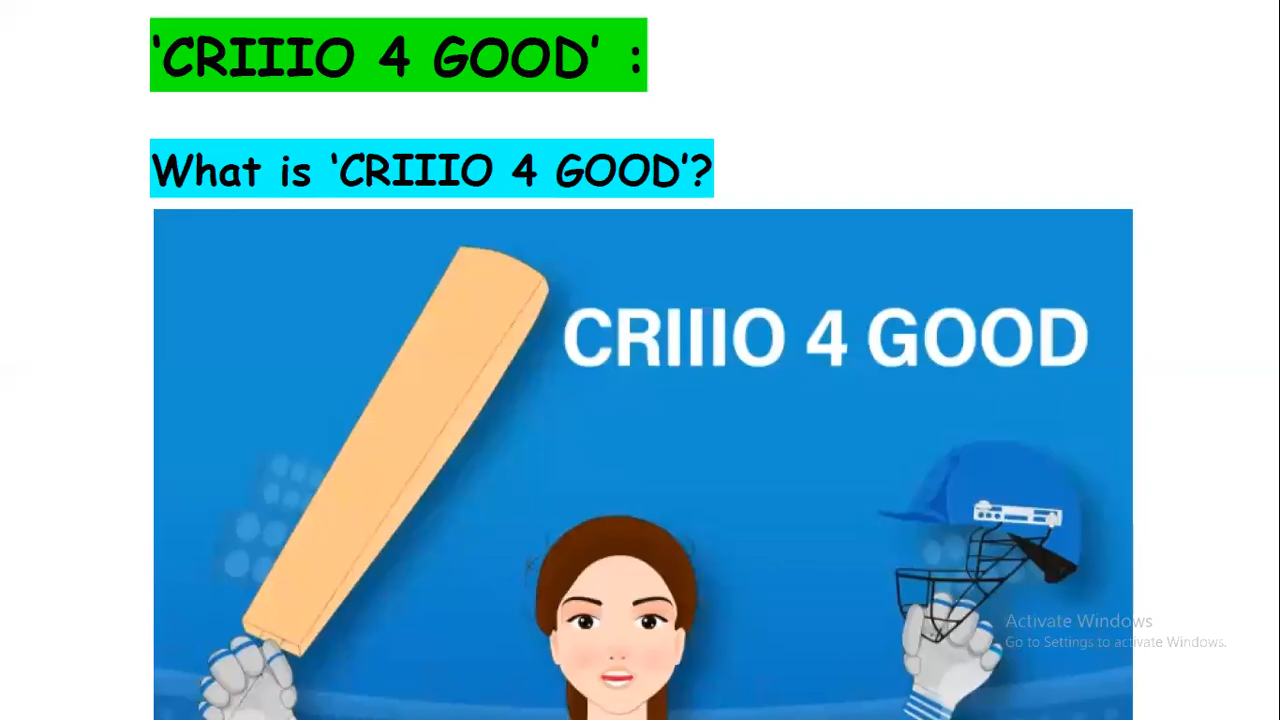 ‘CRIIIO 4 GOOD’ :
What is ‘CRIIIO 4 GOOD’?
CRIIIO 4 GOOD
Activate Windows
Go to Settings to activate Windows.